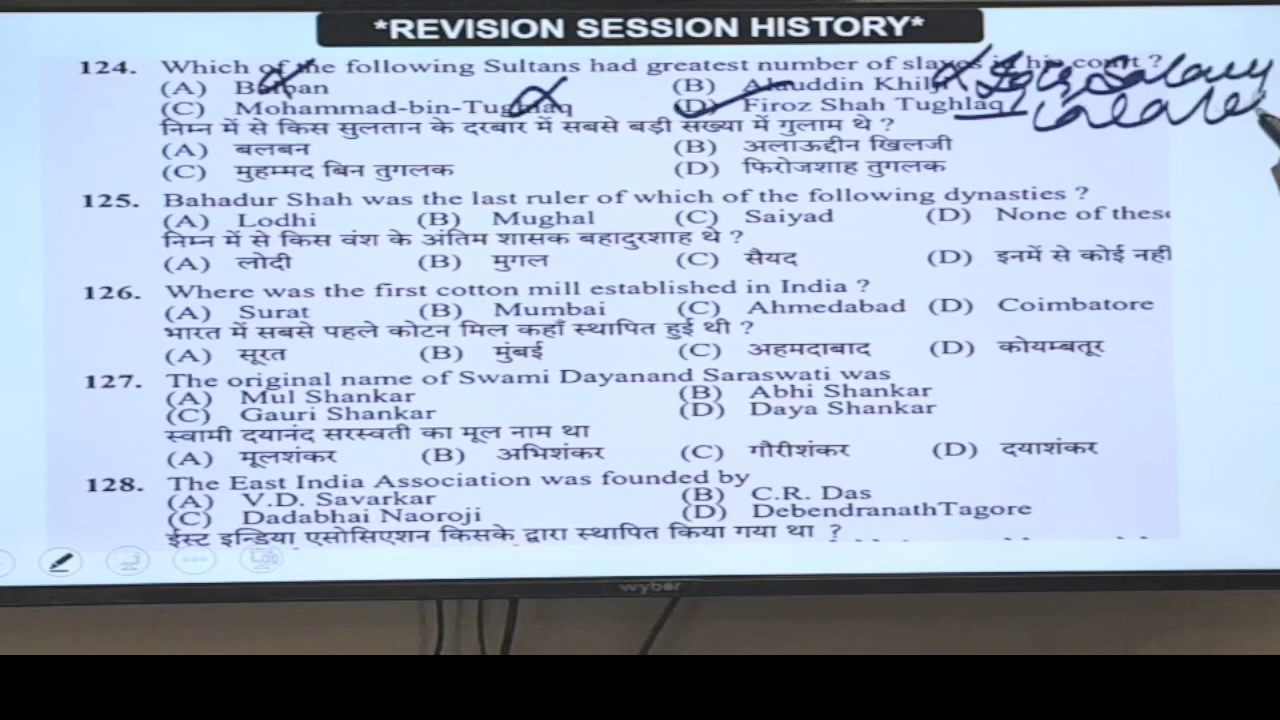 *REVISION SESSION HISTORY*
124. Which of the following Sultans had greatest number of slaves in his court ?
(A) Balban (B) Alauddin Khilji
(C) Mohammad-bin-Tughlaq (D) Firoz Shah Tughlaq
निम्न में से किस सुलतान के दरबार में सबसे बड़ी संख्या में गुलाम थे ?
(A) बलबन (B) अलाऊद्दीन खिलजी
(C) मुहम्मद बिन तुगलक (D) फिरोजशाह तुगलक
125. Bahadur Shah was the last ruler of which of the following dynasties ?
(A) Lodhi (B) Mughal (C) Saiyad (D) None of these
निम्न में से किस वंश के अंतिम शासक बहादुरशाह थे ?
(A) लोदी (B) मुगल (C) सैयद (D) इनमें से कोई नहीं
126. Where was the first cotton mill established in India ?
(A) Surat (B) Mumbai (C) Ahmedabad (D) Coimbatore
भारत में सबसे पहले कोटन मिल कहाँ स्थापित हुई थी ?
(A) सूरत (B) मुंबई (C) अहमदाबाद (D) कोयम्बतूर
127. The original name of Swami Dayanand Saraswati was
(A) Mul Shankar (B) Abhi Shankar
(C) Gauri Shankar (D) Daya Shankar
स्वामी दयानंद सरस्वती का मूल नाम था
(A) मूलशंकर (B) अभिशंकर (C) गौरीशंकर (D) दयाशंकर
128. The East India Association was founded by
(A) V.D. Savarkar (B) C.R. Das
(C) Dadabhai Naoroji (D) DebendranathTagore
ईस्ट इन्डिया एसोसिएशन किसके द्वारा स्थापित किया गया था ?
wyber